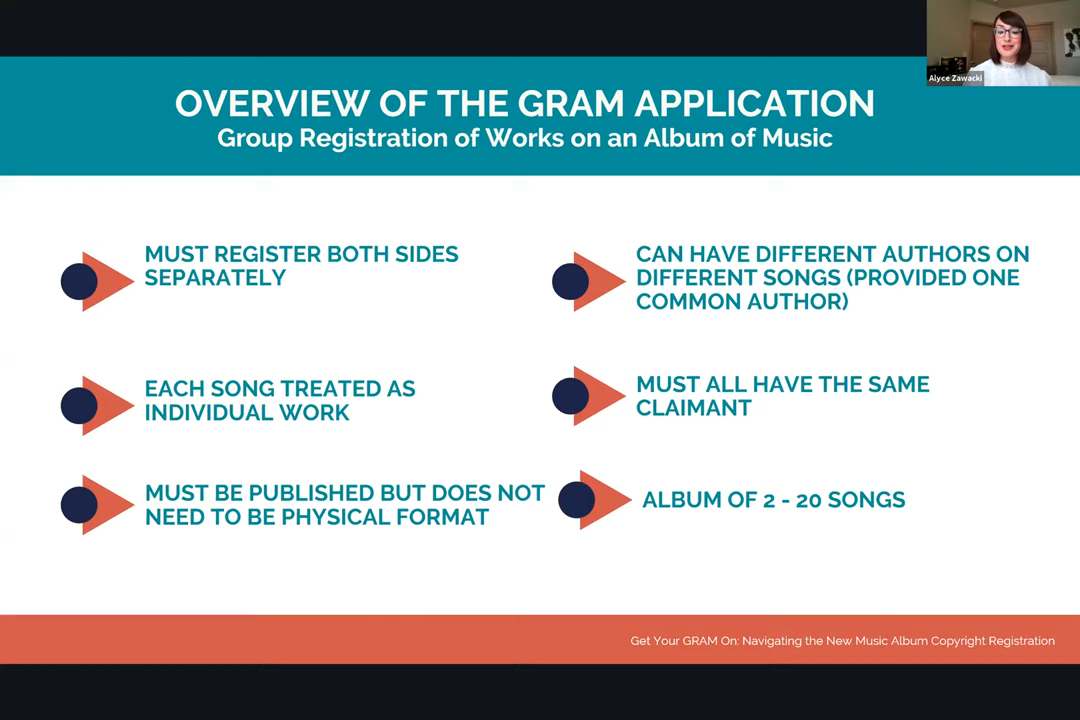 Alyce Zawacki
OVERVIEW OF THE GRAM APPLICATION
Group Registration of Works on an Album of Music
MUST REGISTER BOTH SIDES
SEPARATELY
EACH SONG TREATED AS
INDIVIDUAL WORK
MUST BE PUBLISHED BUT DOES NOT
NEED TO BE PHYSICAL FORMAT
CAN HAVE DIFFERENT AUTHORS ON
DIFFERENT SONGS (PROVIDED ONE
COMMON AUTHOR)
MUST ALL HAVE THE SAME
CLAIMANT
ALBUM OF 2 - 20 SONGS
Get Your GRAM On: Navigating the New Music Album Copyright Registration